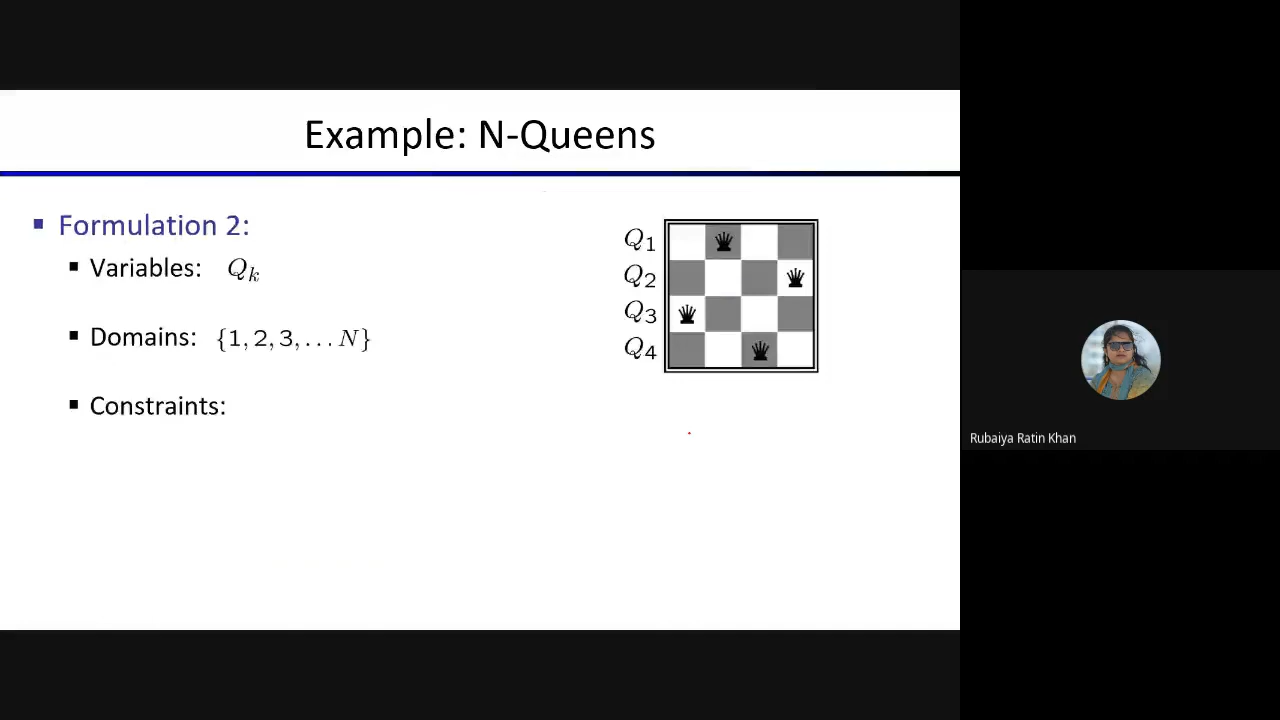 Example: N-Queens
▪ Formulation 2:
▪ Variables: Qₖ
▪ Domains: {1, 2, 3, ... N}
▪ Constraints:
Q₁
Q₂
Q₃
Q₄
Rubaiya Ratin Khan